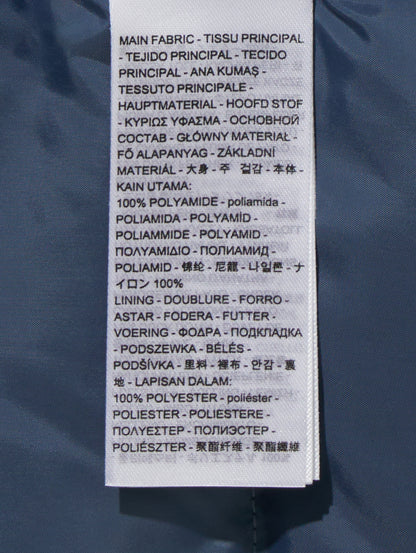 MAIN FABRIC - TISSU PRINCIPAL
- TEJIDO PRINCIPAL - TECIDO
PRINCIPAL - ANA KUMAŞ -
TESSUTO PRINCIPALE -
HAUPTMATERIAL - HOOFD STOF
- ΚΥΡΙΩΣ ΥΦΑΣΜΑ - ОСНОВНОЙ
СОСТАВ - GŁÓWNY MATERIAŁ -
FŐ ALAPANYAG - ZÁKLADNÍ
MATERIÁL - 大身 - 주 겉감 - 本体 -
KAIN UTAMA:
100% POLYAMIDE - poliamida -
POLIAMIDA - POLYAMİD -
POLIAMMIDE - POLYAMID -
ΠΟΛΥΑΜΙΔΙΟ - ПОЛИАМИД -
POLIAMID - 锦纶 - 尼龍 - 나일론 - ナ
イロン 100%
LINING - DOUBLURE - FORRO -
ASTAR - FODERA - FUTTER -
VOERING - ΦΟΔΡΑ - ПОДКЛАДКА
- PODSZEWKA - BÉLÉS -
PODŠÍVKA - 里料 - 裡布 - 안감 - 裏
地 - LAPISAN DALAM:
100% POLYESTER - poliéster -
POLIESTER - POLIESTERE -
ΠΟΛΥΕΣΤΕΡ - ПОЛИЭСТЕР -
POLIÉSZTER - 聚酯纤维 - 聚酯纖維